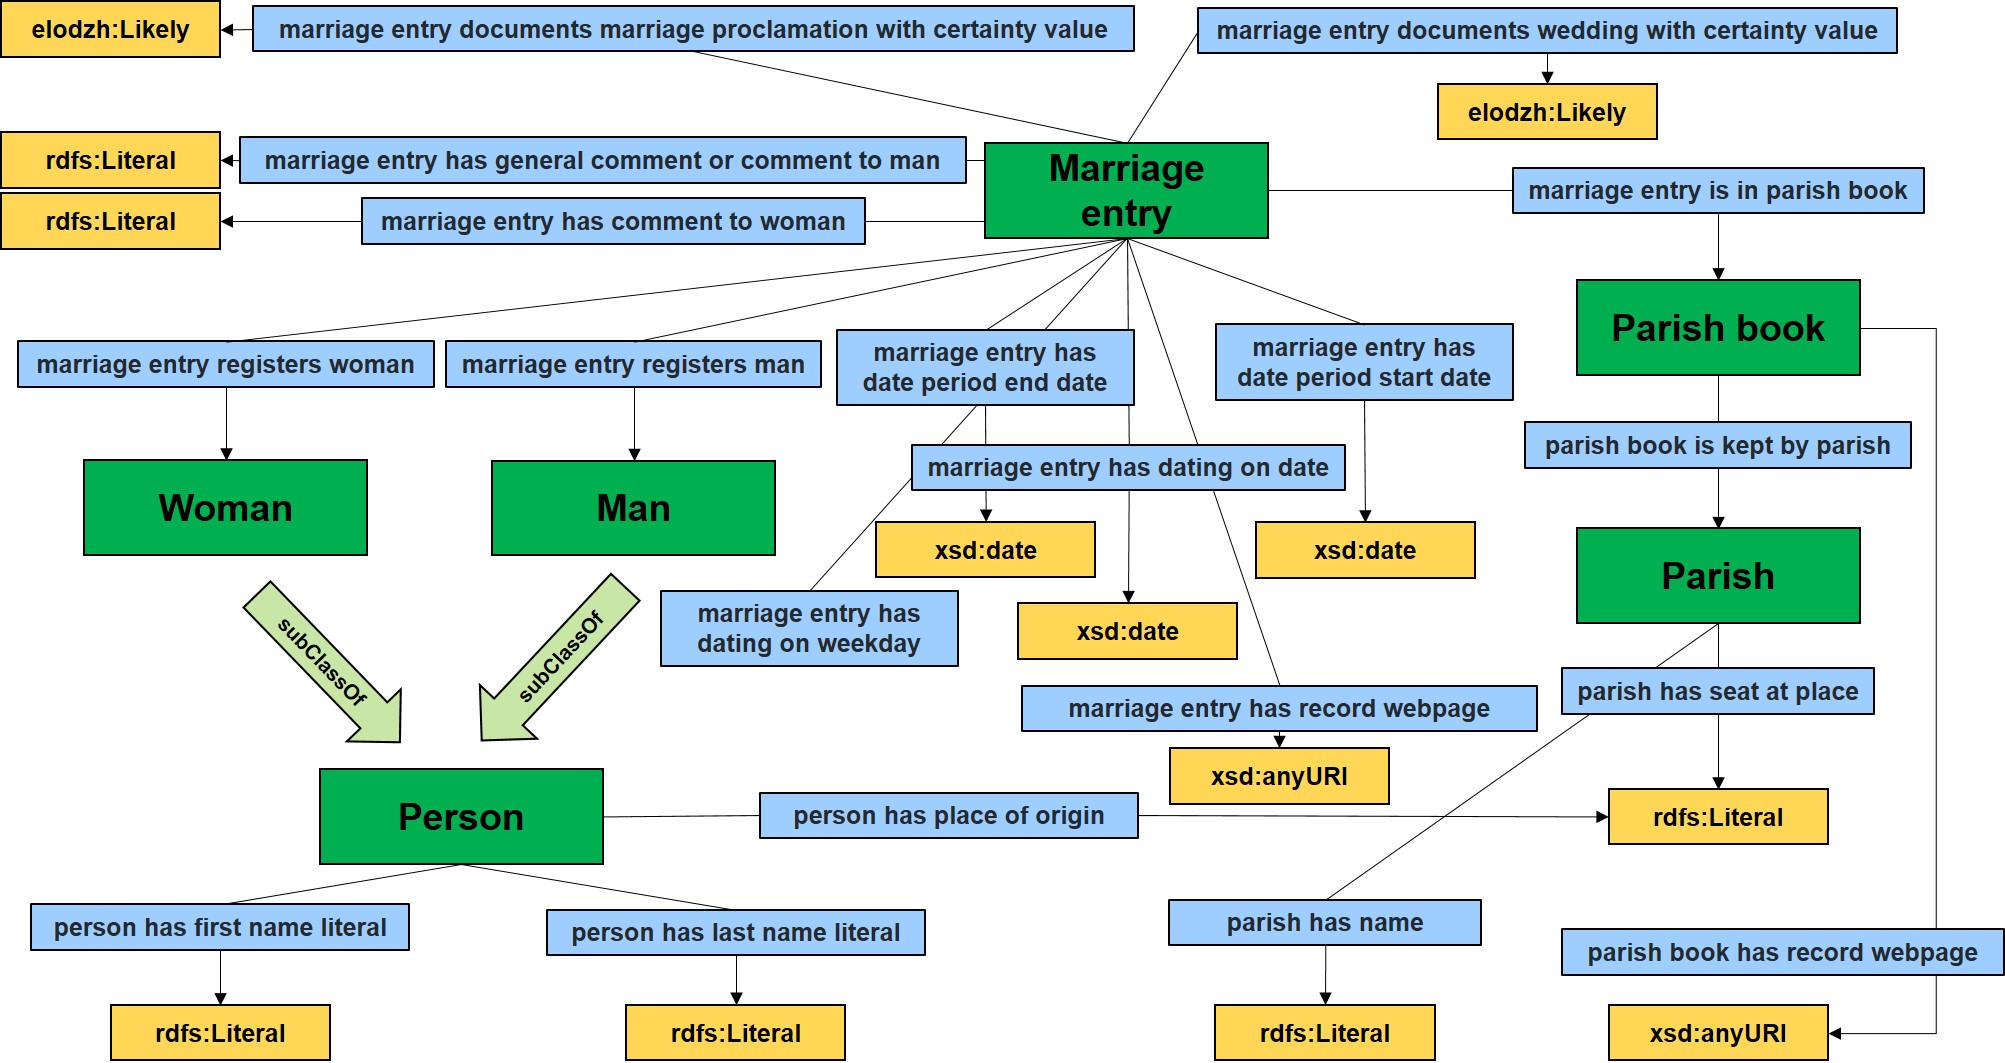 elodzh:Likely
marriage entry documents marriage proclamation with certainty value
marriage entry documents wedding with certainty value
elodzh:Likely
rdfs:Literal
marriage entry has general comment or comment to man
Marriage
entry
marriage entry is in parish book
rdfs:Literal
marriage entry has comment to woman
Parish book
marriage entry registers woman
marriage entry registers man
marriage entry has
date period end date
marriage entry has
date period start date
parish book is kept by parish
marriage entry has dating on date
Woman
Man
xsd:date
xsd:date
Parish
subClassOf
subClassOf
marriage entry has
dating on weekday
xsd:date
parish has seat at place
marriage entry has record webpage
xsd:anyURI
Person
person has place of origin
rdfs:Literal
person has first name literal
person has last name literal
parish has name
parish book has record webpage
rdfs:Literal
rdfs:Literal
rdfs:Literal
xsd:anyURI